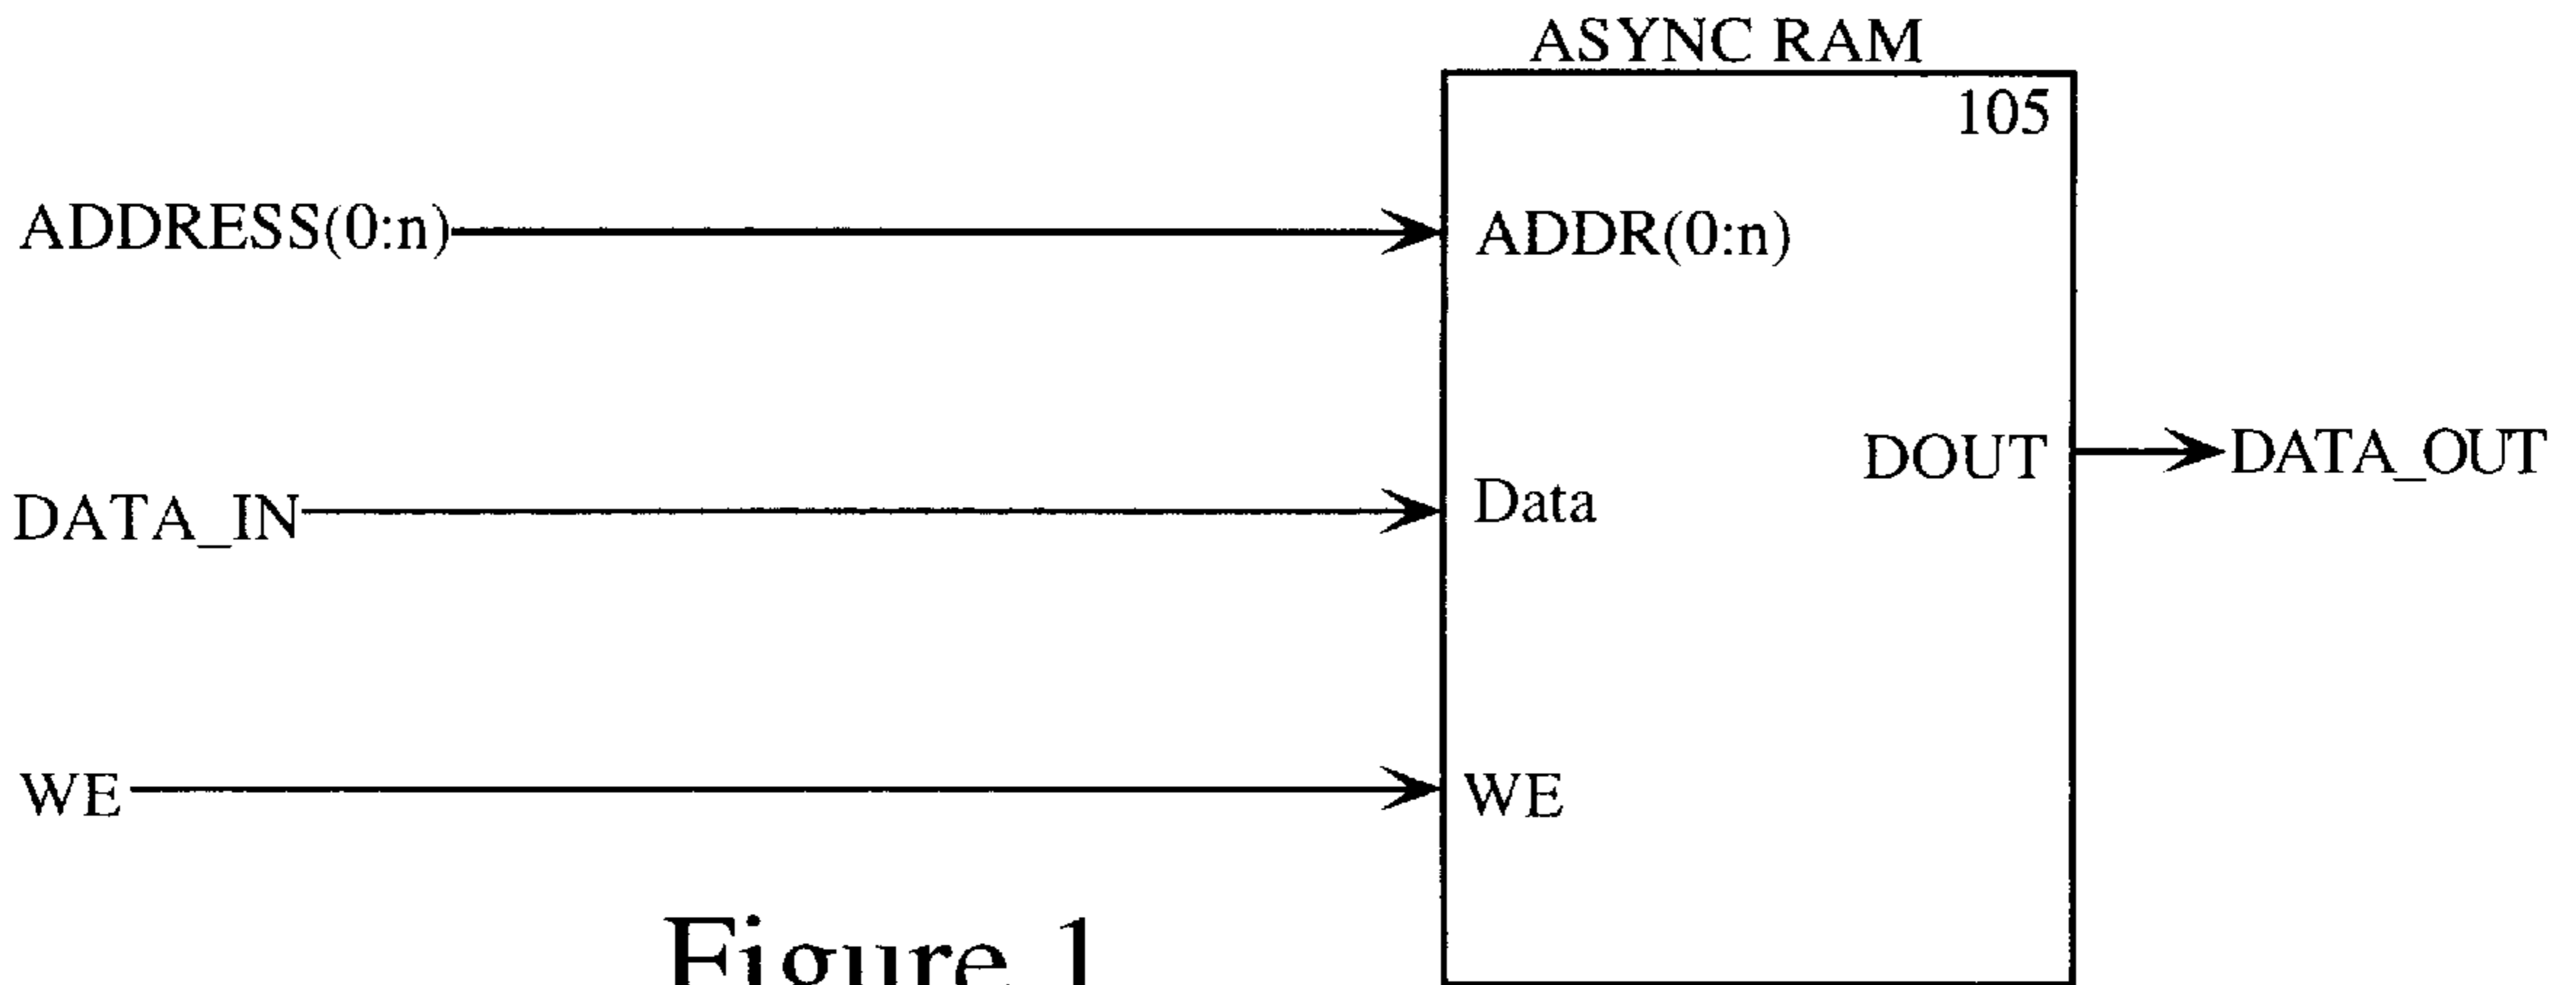 ASYNC RAM
105
ADDRESS(0:n)
ADDR(0:n)
DOUT
DATA_OUT
DATA_IN
Data
WE
WE
Figure 1